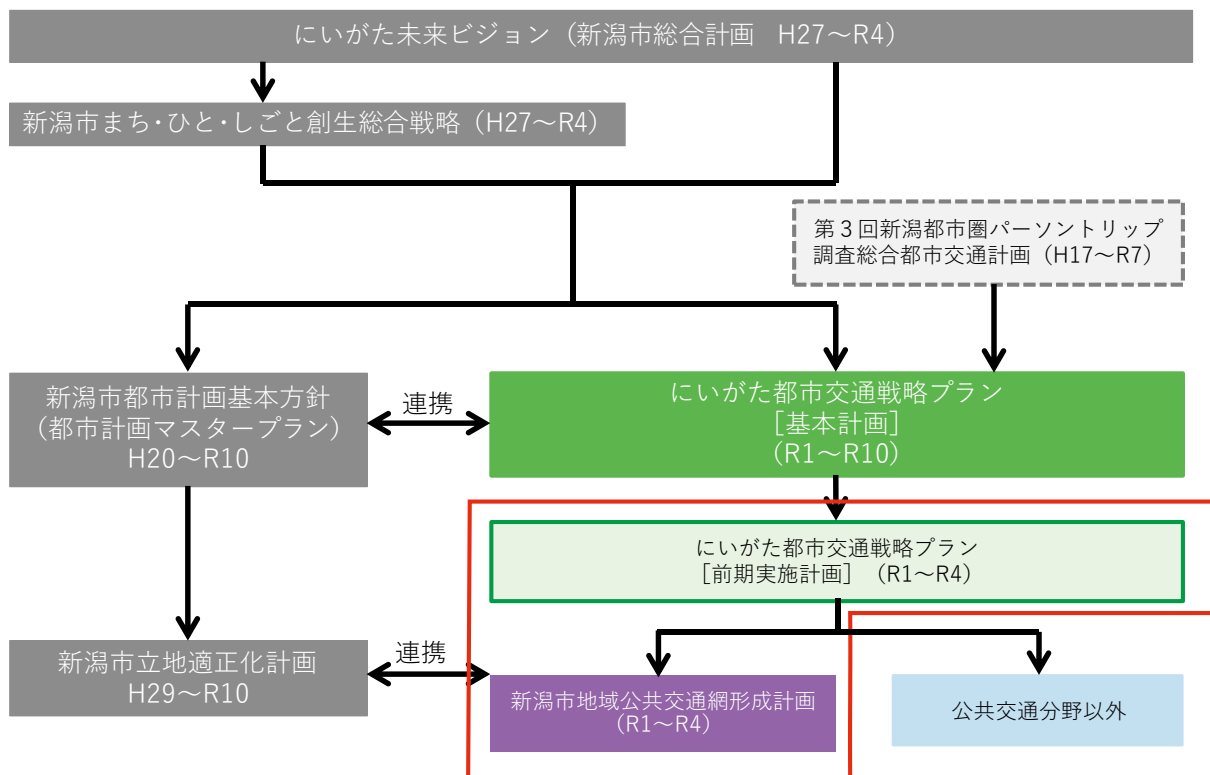 にいがた未来ビジョン（新潟市総合計画　H27～R4）
新潟市まち・ひと・しごと創生総合戦略（H27～R4）
第３回新潟都市圏パーソントリップ
調査総合都市交通計画（H17～R7）
新潟市都市計画基本方針
（都市計画マスタープラン）
H20～R10
連携
にいがた都市交通戦略プラン
［基本計画］
（R1～R10）
にいがた都市交通戦略プラン
［前期実施計画］（R1～R4）
新潟市立地適正化計画
H29～R10
連携
新潟市地域公共交通網形成計画
（R1～R4）
公共交通分野以外